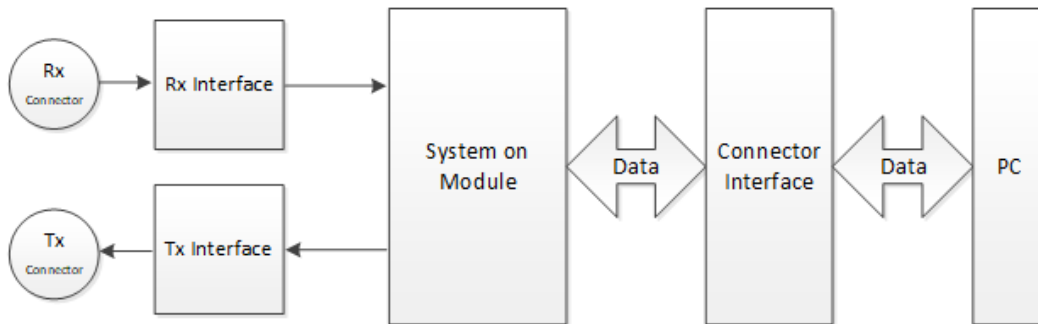 Rx
Connector
Rx Interface
Tx
Connector
Tx Interface
System on
Module
Data
Connector
Interface
Data
PC